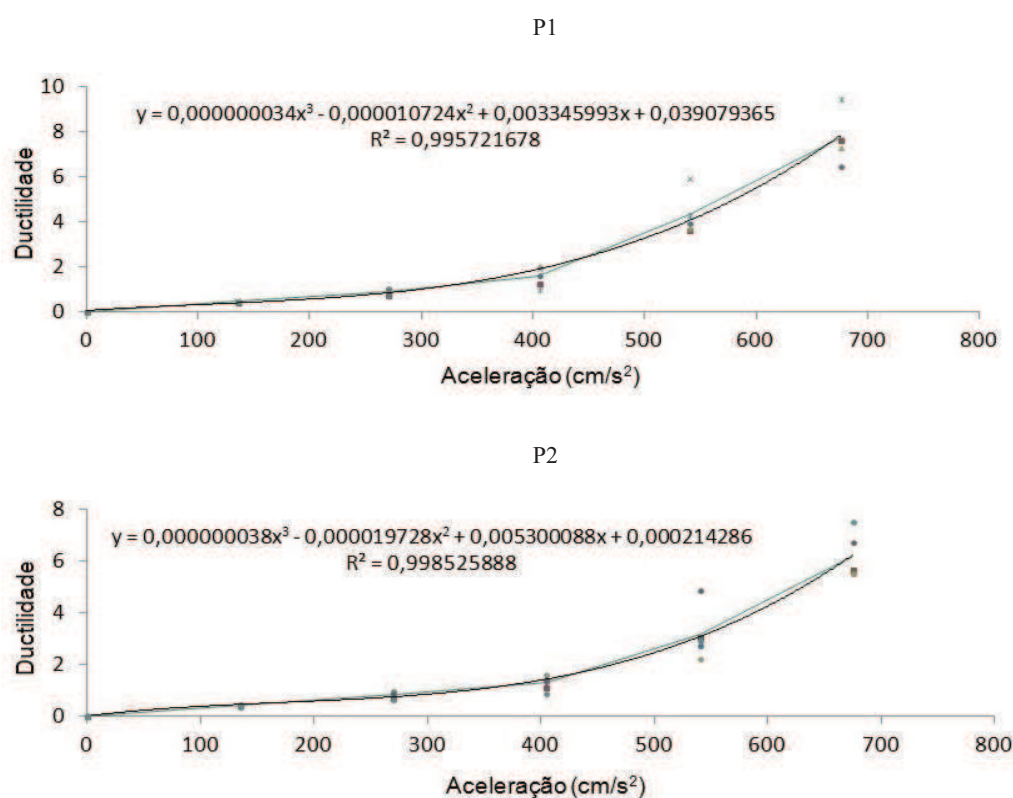 P1
10
y = 0,000000034x³ - 0,000010724x² + 0,003345993x + 0,039079365
R² = 0,995721678
8
6
4
2
0
Ductilidade
0 100 200 300 400 500 600 700 800
Aceleração (cm/s²)
P2
8
y = 0,000000038x³ - 0,000019728x² + 0,005300088x + 0,000214286
R² = 0,998525888
6
4
2
0
Ductilidade
0 100 200 300 400 500 600 700 800
Aceleração (cm/s²)